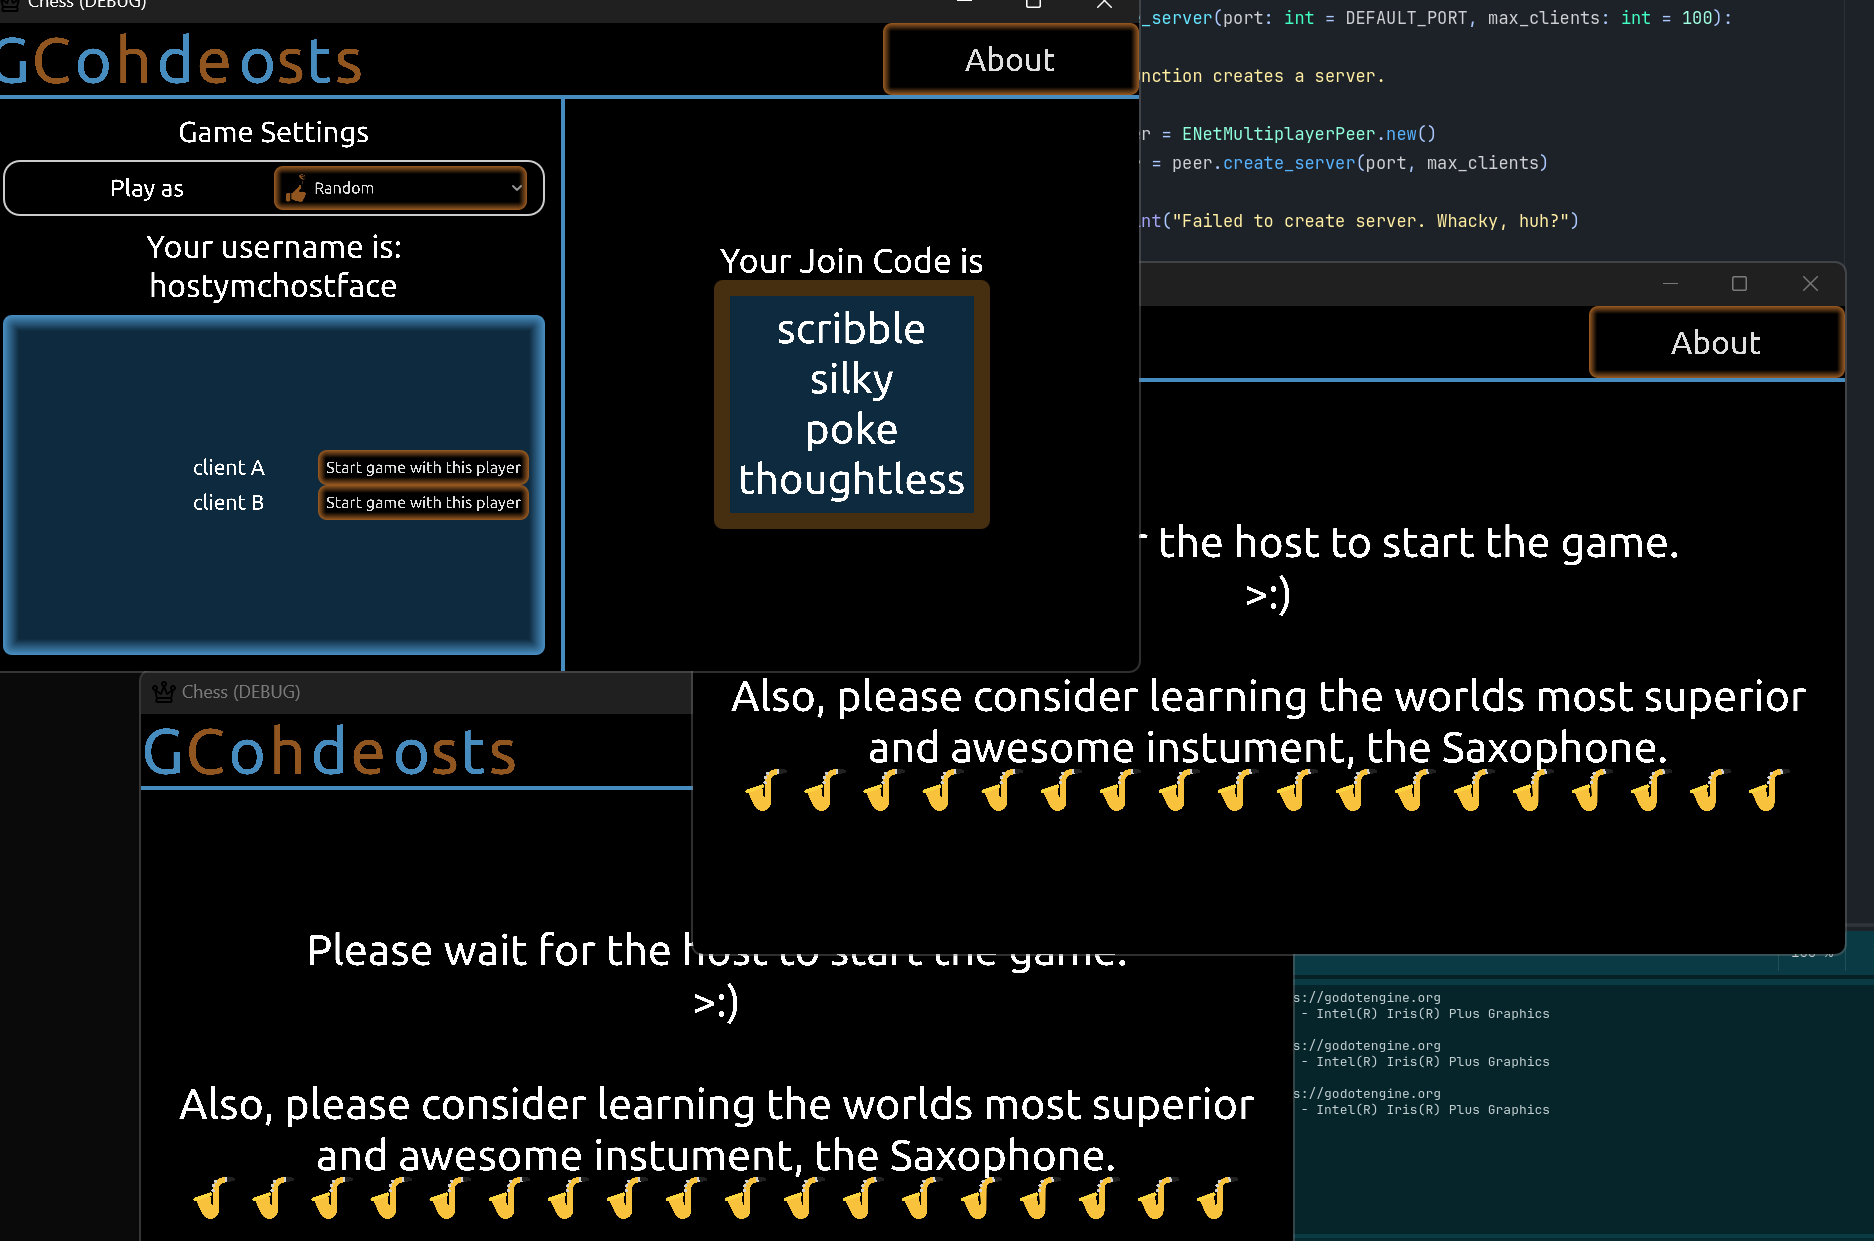 Chess (DEBUG)
GCohdeosts
About
Game Settings
Play as
Random
Your username is:
hostymchostface
client A
Start game with this player
client B
Start game with this player
Your Join Code is
scribble
silky
poke
thoughtless
_server(port: int = DEFAULT_PORT, max_clients: int = 100):
nction creates a server.
r = ENetMultiplayerPeer.new()
= peer.create_server(port, max_clients)
nt("Failed to create server. Whacky, huh?")
About
the host to start the game.
>:)
Also, please consider learning the worlds most superior
and awesome instument, the Saxophone.
Chess (DEBUG)
GCohdeosts
Please wait for the host to start the game.
>:)
Also, please consider learning the worlds most superior
and awesome instument, the Saxophone.
s://godotengine.org
- Intel(R) Iris(R) Plus Graphics
s://godotengine.org
- Intel(R) Iris(R) Plus Graphics
s://godotengine.org
- Intel(R) Iris(R) Plus Graphics